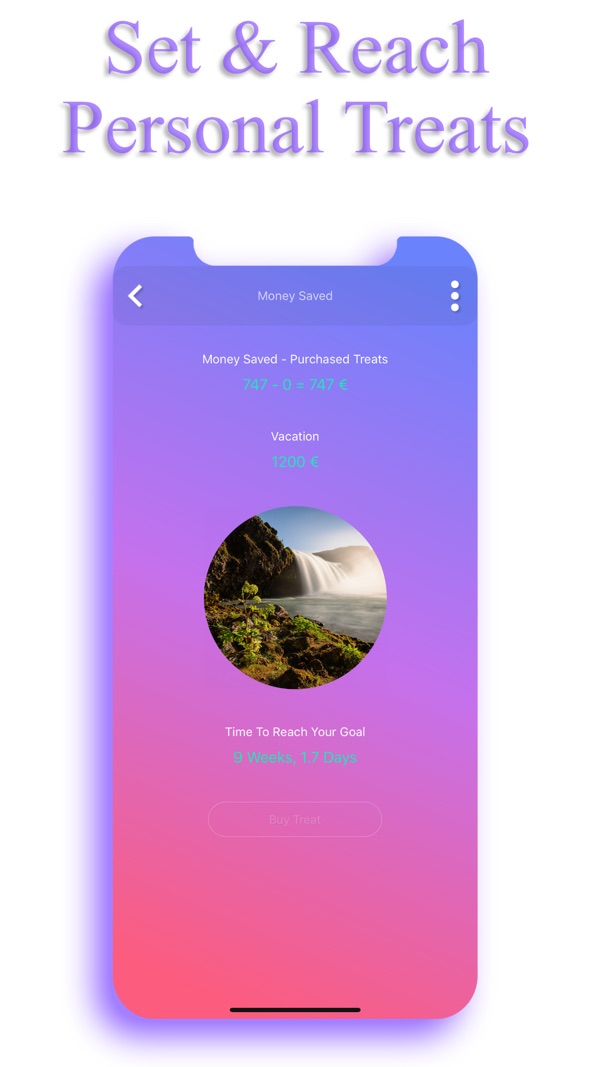 Set & Reach
Personal Treats
Money Saved
Money Saved - Purchased Treats
747 - 0 = 747 €
Vacation
1200 €
Time To Reach Your Goal
9 Weeks, 1.7 Days
Buy Treat